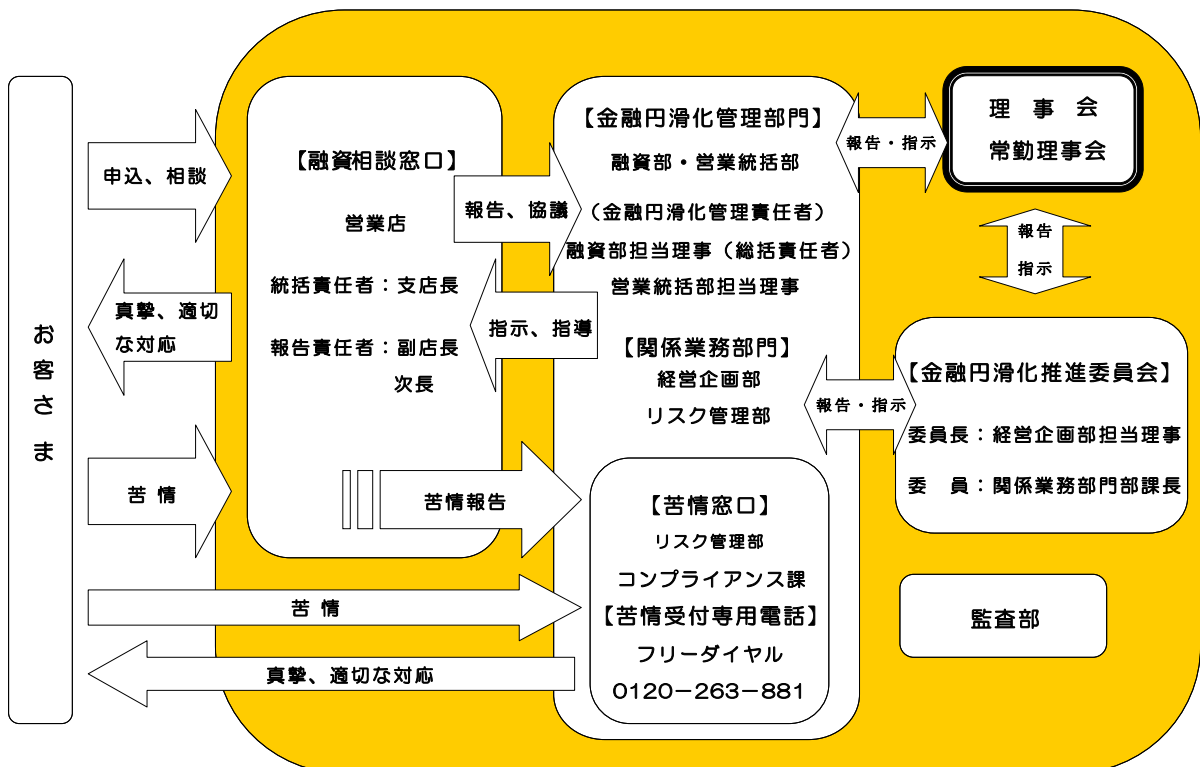 お客さま
申込、相談
真摯、適切
な対応
苦 情
苦 情
真摯、適切な対応
【融資相談窓口】
営業店
統括責任者：支店長
報告責任者：副店長
次長
報告、協議
指示、指導
苦情報告
【金融円滑化管理部門】
融資部・営業統括部
（金融円滑化管理責任者）
融資部担当理事（総括責任者）
営業統括部担当理事
【関係業務部門】
経営企画部
リスク管理部
【苦情窓口】
リスク管理部
コンプライアンス課
【苦情受付専用電話】
フリーダイヤル
0120－263－881
報告・指示
理 事 会
常勤理事会
報告
指示
報告・指示
【金融円滑化推進委員会】
委員長：経営企画部担当理事
委 員：関係業務部門部課長
監査部